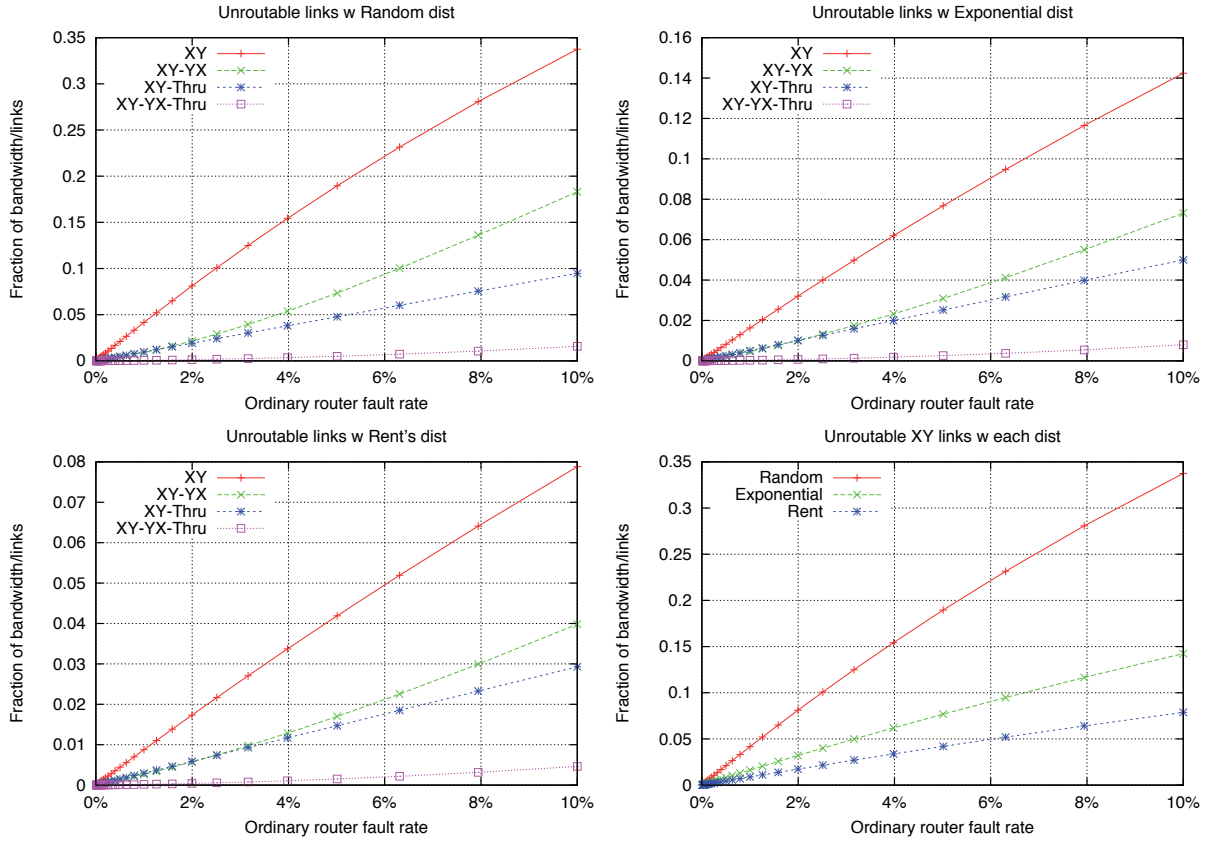 Unroutable links w Random dist
Fraction of bandwidth/links
0.35
0.3
0.25
0.2
0.15
0.1
0.05
0
XY
XY-YX
XY-Thru
XY-YX-Thru
0% 2% 4% 6% 8% 10%
Ordinary router fault rate
Unroutable links w Exponential dist
Fraction of bandwidth/links
0.16
0.14
0.12
0.1
0.08
0.06
0.04
0.02
0
XY
XY-YX
XY-Thru
XY-YX-Thru
0% 2% 4% 6% 8% 10%
Ordinary router fault rate
Unroutable links w Rent's dist
Fraction of bandwidth/links
0.08
0.07
0.06
0.05
0.04
0.03
0.02
0.01
0
XY
XY-YX
XY-Thru
XY-YX-Thru
0% 2% 4% 6% 8% 10%
Ordinary router fault rate
Unroutable XY links w each dist
Fraction of bandwidth/links
0.35
0.3
0.25
0.2
0.15
0.1
0.05
0
Random
Exponential
Rent
0% 2% 4% 6% 8% 10%
Ordinary router fault rate